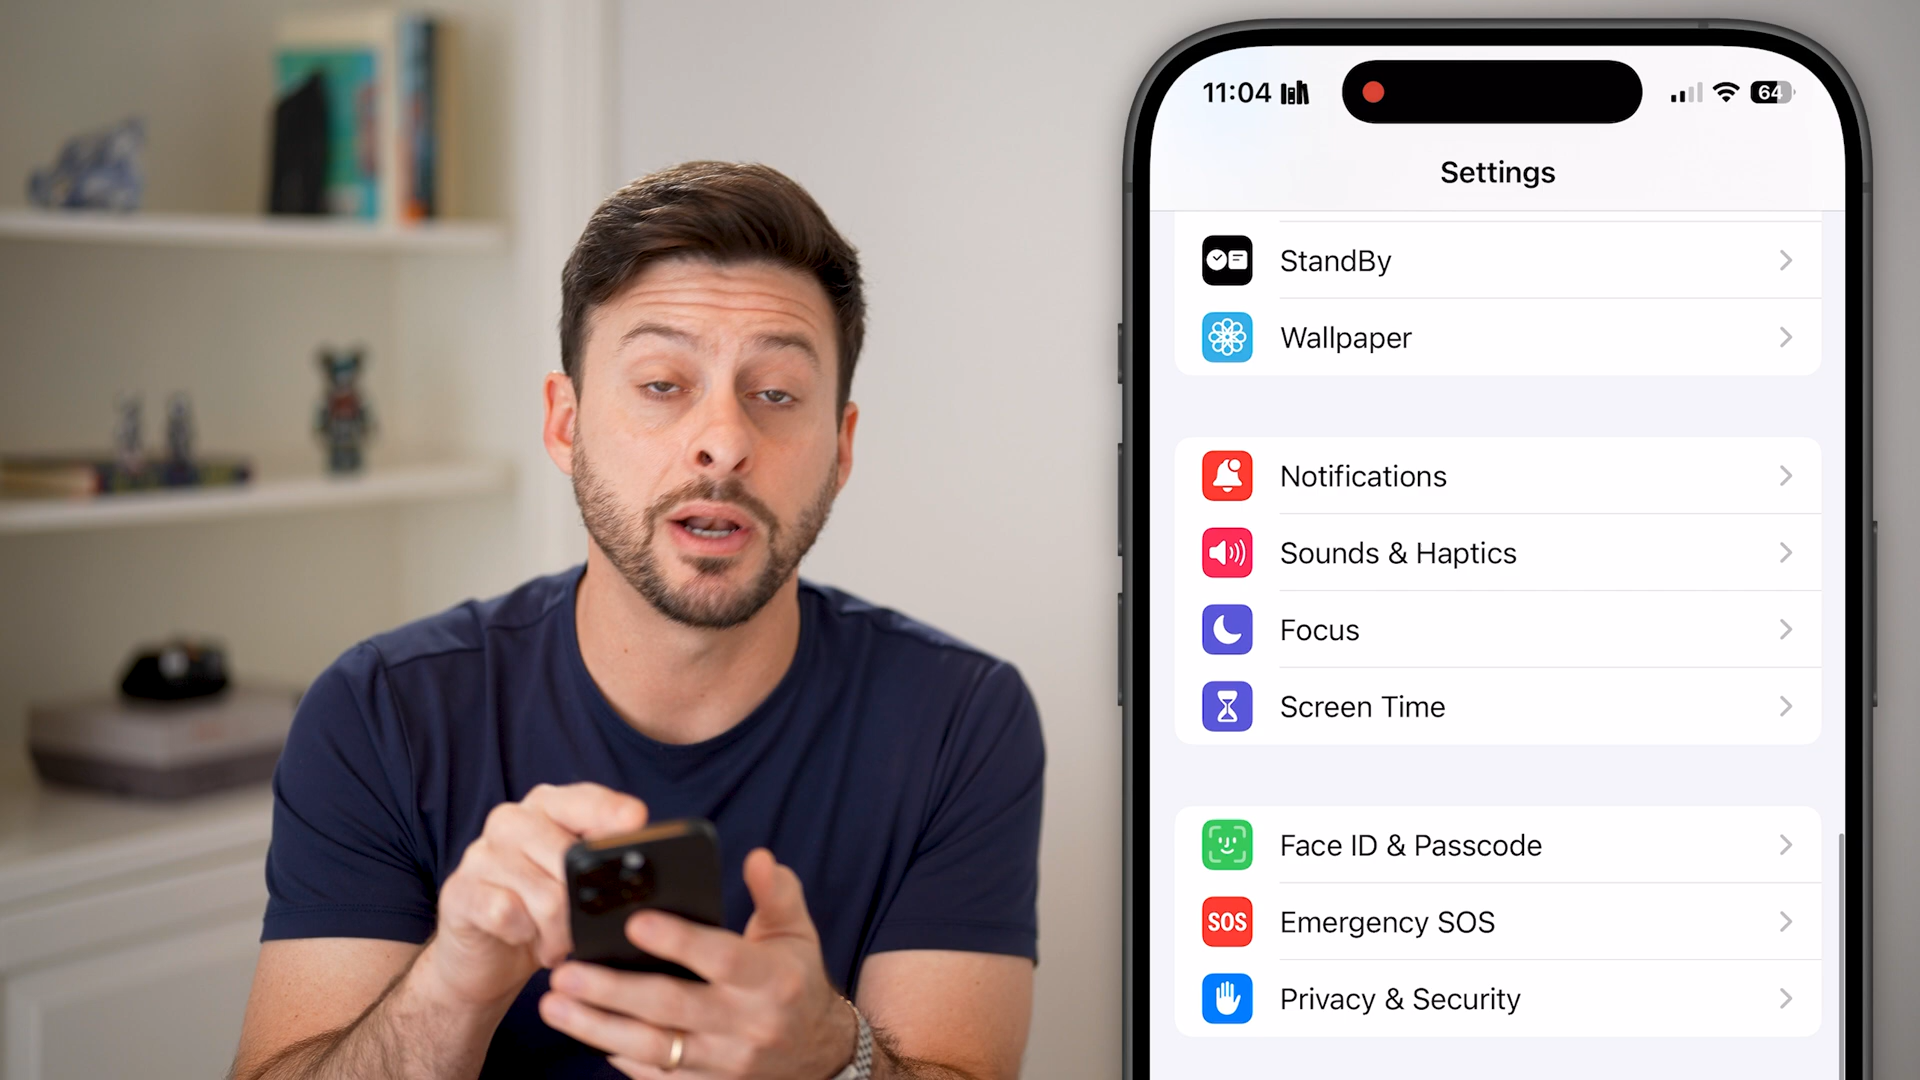 11:04
64
Settings
StandBy
Wallpaper
Notifications
Sounds & Haptics
Focus
Screen Time
Face ID & Passcode
SOS
Emergency SOS
Privacy & Security